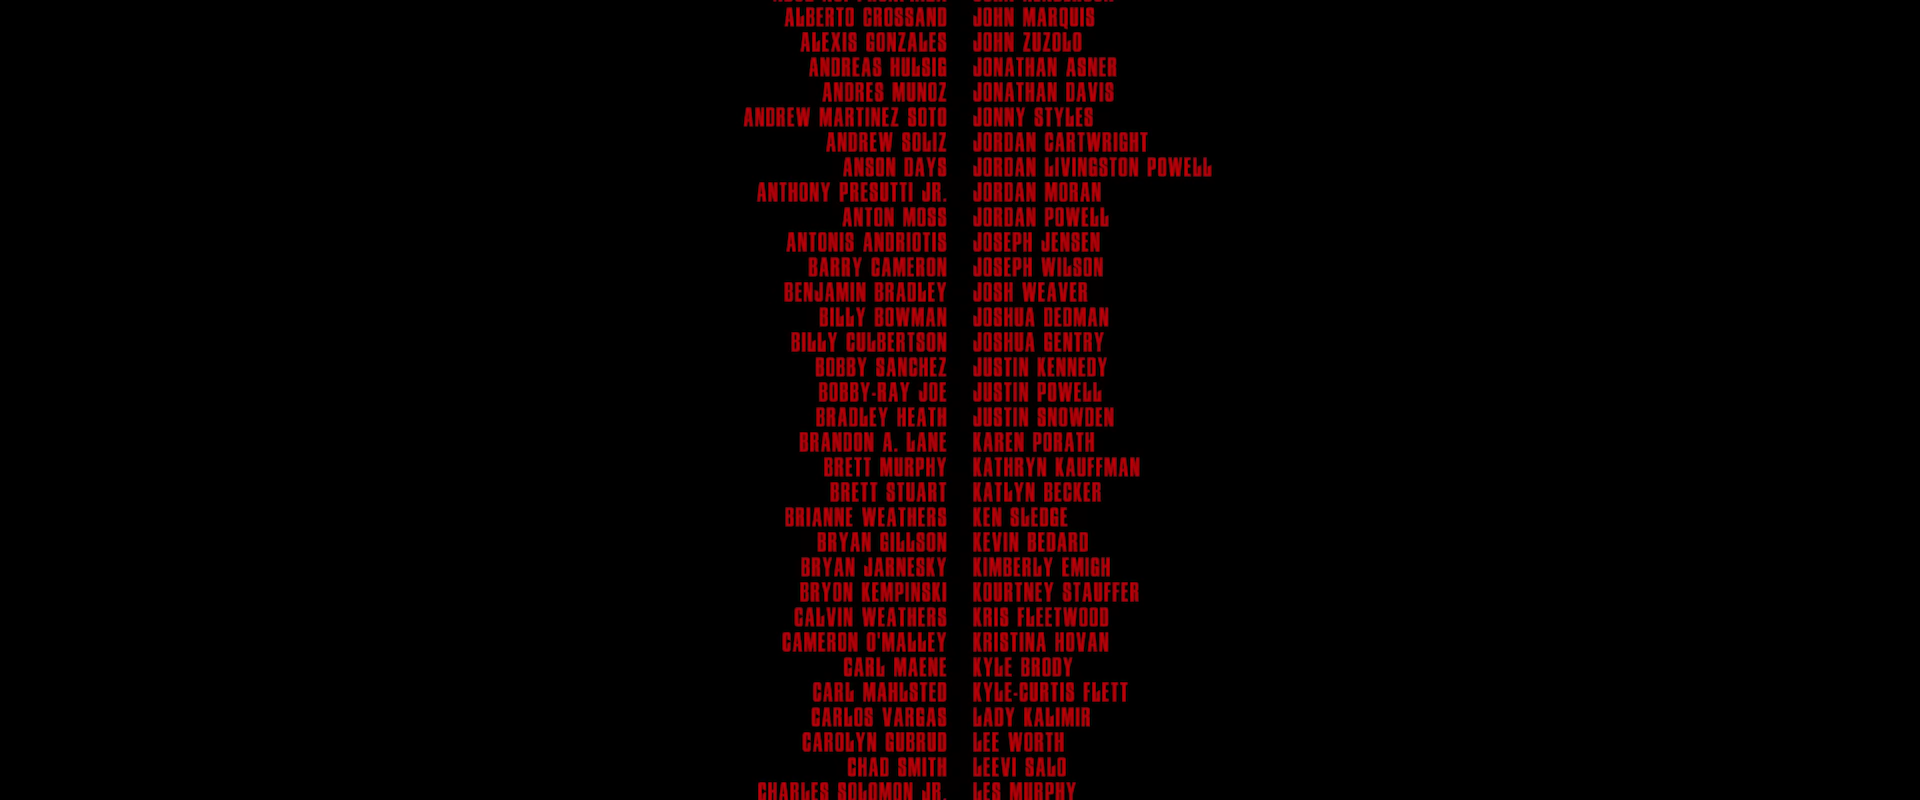 ALBERTO CROSSAND JOHN MARQUIS
ALEXIS GONZALES JOHN ZUZOLO
ANDREAS HULSIG JONATHAN ASNER
ANDRES MUNOZ JONATHAN DAVIS
ANDREW MARTINEZ SOTO JONNY STYLES
ANDREW SOLIZ JORDAN CARTWRIGHT
ANSON DAYS JORDAN LIVINGSTON POWELL
ANTHONY PRESUTTI JR. JORDAN MORAN
ANTON MOSS JORDAN POWELL
ANTONIS ANDRIOTIS JOSEPH JENSEN
BARRY CAMERON JOSEPH WILSON
BENJAMIN BRADLEY JOSH WEAVER
BILLY BOWMAN JOSHUA DEDMAN
BILLY CULBERTSON JOSHUA GENTRY
BOBBY SANCHEZ JUSTIN KENNEDY
BOBBY-RAY JOE JUSTIN POWELL
BRADLEY HEATH JUSTIN SNOWDEN
BRANDON A. LANE KAREN PORATH
BRETT MURPHY KATHRYN KAUFFMAN
BRETT STUART KATLYN BECKER
BRIANNE WEATHERS KEN SLEDGE
BRYAN GILLSON KEVIN BEDARD
BRYAN JARNESKY KIMBERLY EMIGH
BRYON KEMPINSKI KOURTNEY STAUFFER
CALVIN WEATHERS KRIS FLEETWOOD
CAMERON O'MALLEY KRISTINA HOVAN
CARL MAENE KYLE BRODY
CARL MAHLSTED KYLE-CURTIS FLETT
CARLOS VARGAS LADY KALIMIR
CAROLYN GUBRUD LEE WORTH
CHAD SMITH LEEVI SALO
CHARLES SOLOMON JR. LES MURPHY